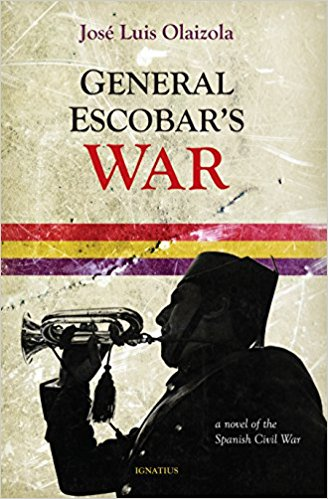 José Luis Olaizola
GENERAL
ESCOBAR'S
WAR
a novel of the
Spanish Civil War
IGNATIUS